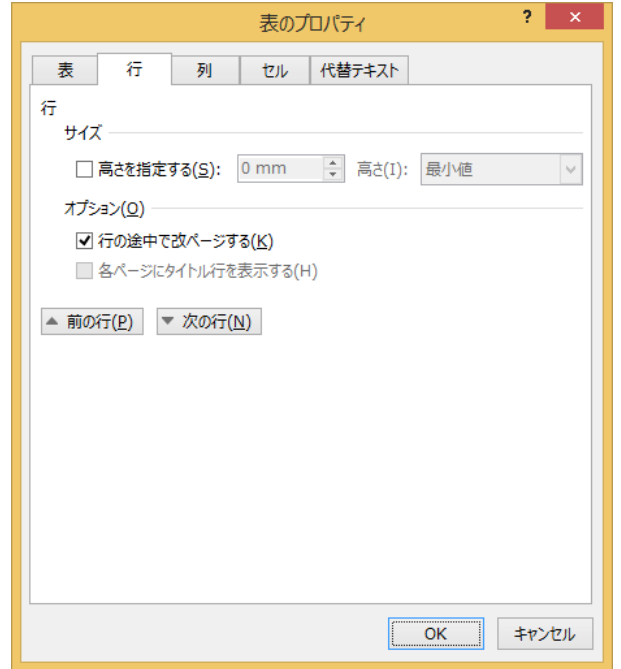 表のプロパティ ? ×
表 行 列 セル 代替テキスト
行
サイズ
高さを指定する(S): 0 mm 高さ(I): 最小値
オプション(O)
行の途中で改ページする(K)
各ページにタイトル行を表示する(H)
前の行(P) 次の行(N)
OK キャンセル